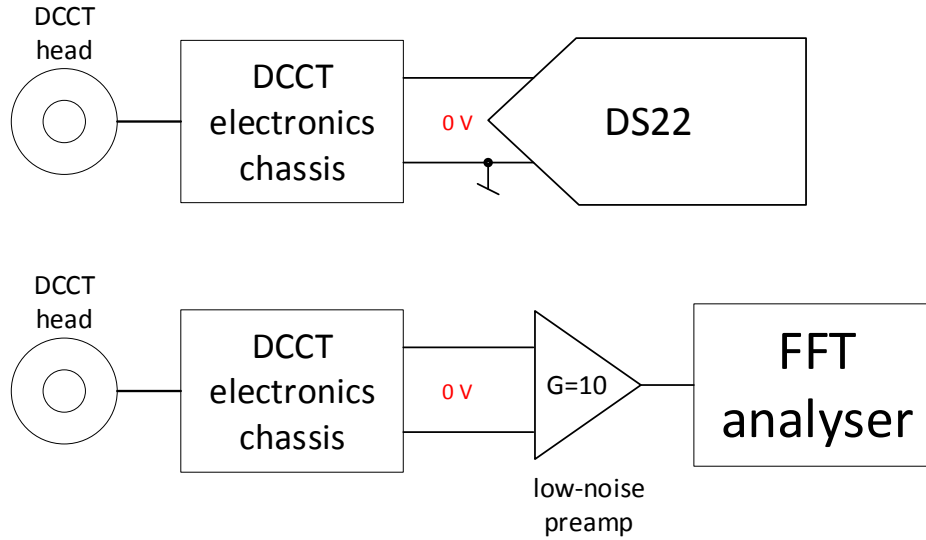 DCCT
head
DCCT
electronics
chassis
0 V
DS22
DCCT
head
DCCT
electronics
chassis
0 V
G=10
low-noise
preamp
FFT
analyser